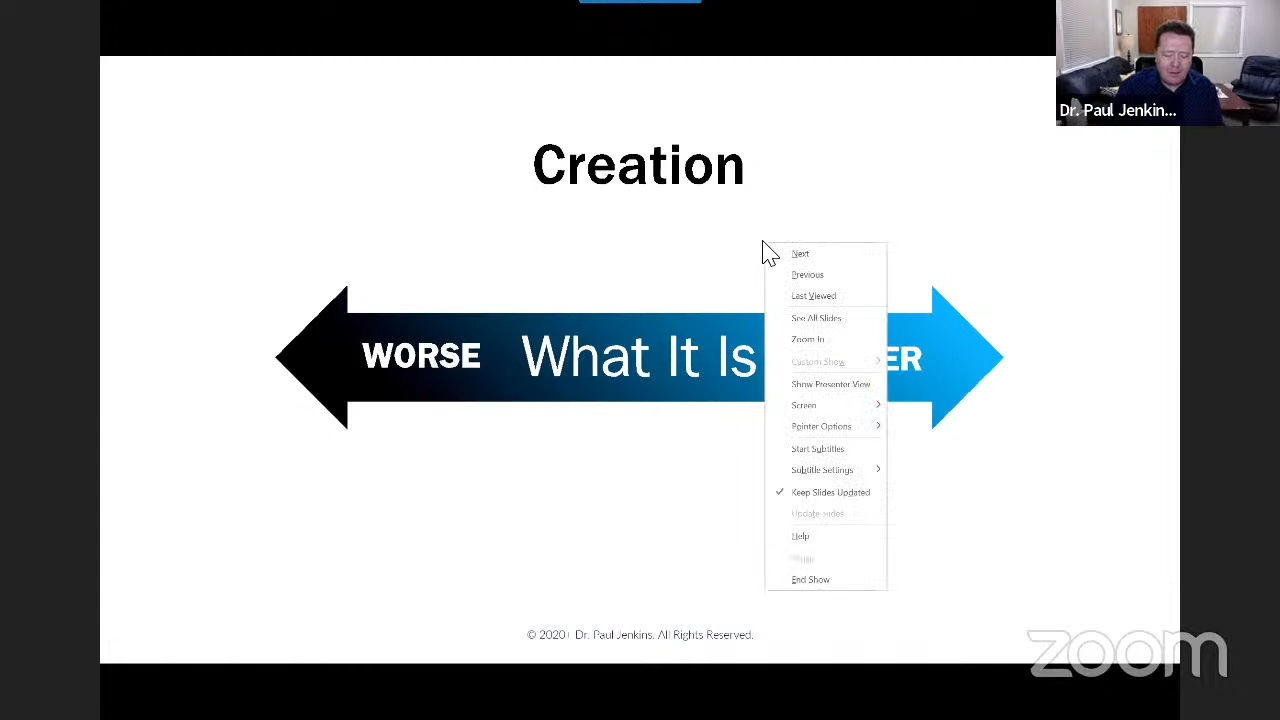 Dr. Paul Jenkin...
Creation
WORSE What It Is ER
Next
Previous
Last Viewed
See All Slides
Zoom In
Custom Show
Show Presenter View
Screen
Pointer Options
Start Subtitles
Subtitle Settings
Keep Slides Updated
Update Slides
Help
End Show
© 2020+ Dr. Paul Jenkins. All Rights Reserved.
zoom